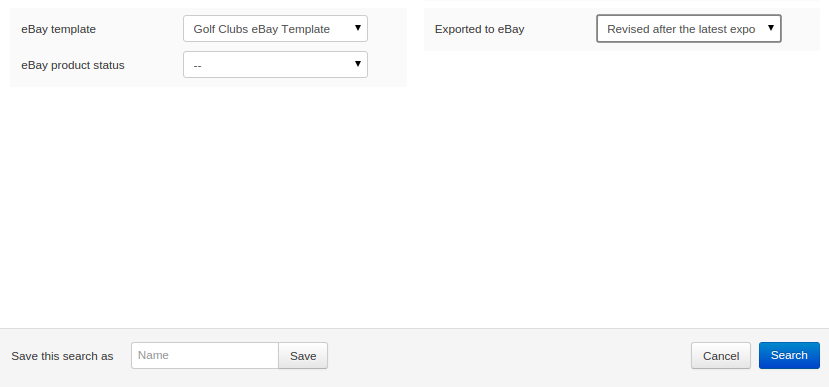 eBay template
Golf Clubs eBay Template
Exported to eBay
Revised after the latest expo
eBay product status
--
Save this search as
Name
Save
Cancel
Search